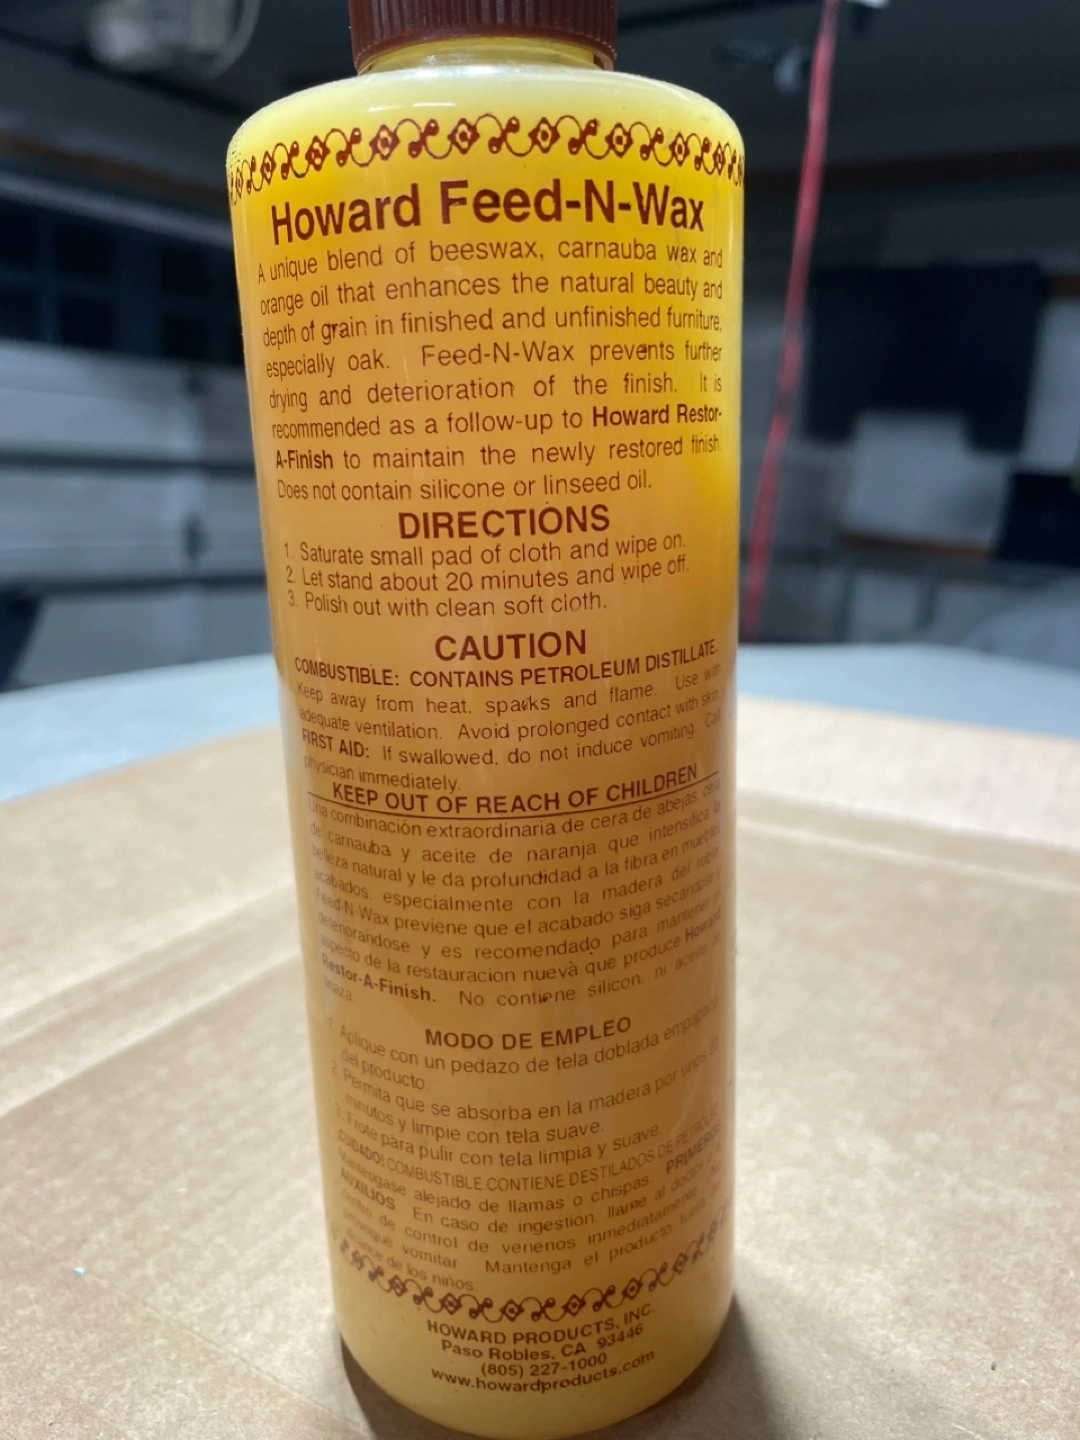 Howard Feed-N-Wax
A unique blend of beeswax, carnauba wax and
orange oil that enhances the natural beauty and
depth of grain in finished and unfinished furniture,
especially oak. Feed-N-Wax prevents further
drying and deterioration of the finish. It is
recommended as a follow-up to Howard Restor-
A-Finish to maintain the newly restored finish.
Does not contain silicone or linseed oil.
DIRECTIONS
1. Saturate small pad of cloth and wipe on.
2. Let stand about 20 minutes and wipe off.
3. Polish out with clean soft cloth.
CAUTION
COMBUSTIBLE: CONTAINS PETROLEUM DISTILLATE.
Keep away from heat, sparks and flame. Use with
adequate ventilation. Avoid prolonged contact with skin.
FIRST AID: If swallowed, do not induce vomiting. Call
physician immediately.
KEEP OUT OF REACH OF CHILDREN
Una combinación extraordinaria de cera de abejas, cera
de carnauba y aceite de naranja que intensifica la
belleza natural y le da profundidad a la fibra en muebles
acabados, especialmente con la madera del roble.
Feed-N-Wax previene que el acabado siga secandose y
deteriorandose y es recomendado para mantener el
aspecto de la restauracion nueva que produce Howard
Restor-A-Finish. No contiene silicon, ni aceite de
linaza.
MODO DE EMPLEO
1. Aplique con un pedazo de tela doblada empapada
del producto.
2. Permita que se absorba en la madera por unos 20
minutos y limpie con tela suave.
3. Frote para pulir con tela limpia y suave.
¡CUIDADO! COMBUSTIBLE.CONTIENE DESTILADOS DE PETROLEO
Manténgase alejado de llamas o chispas. PRIMEROS
AUXILIOS. En caso de ingestion, llame al doctor o
centro de control de venenos inmediatamente. No
provoque vomitar. Mantenga el producto fuera del
alcance de los niños.
HOWARD PRODUCTS, INC.
Paso Robles, CA 93446
(805) 227-1000
www.howardproducts.com